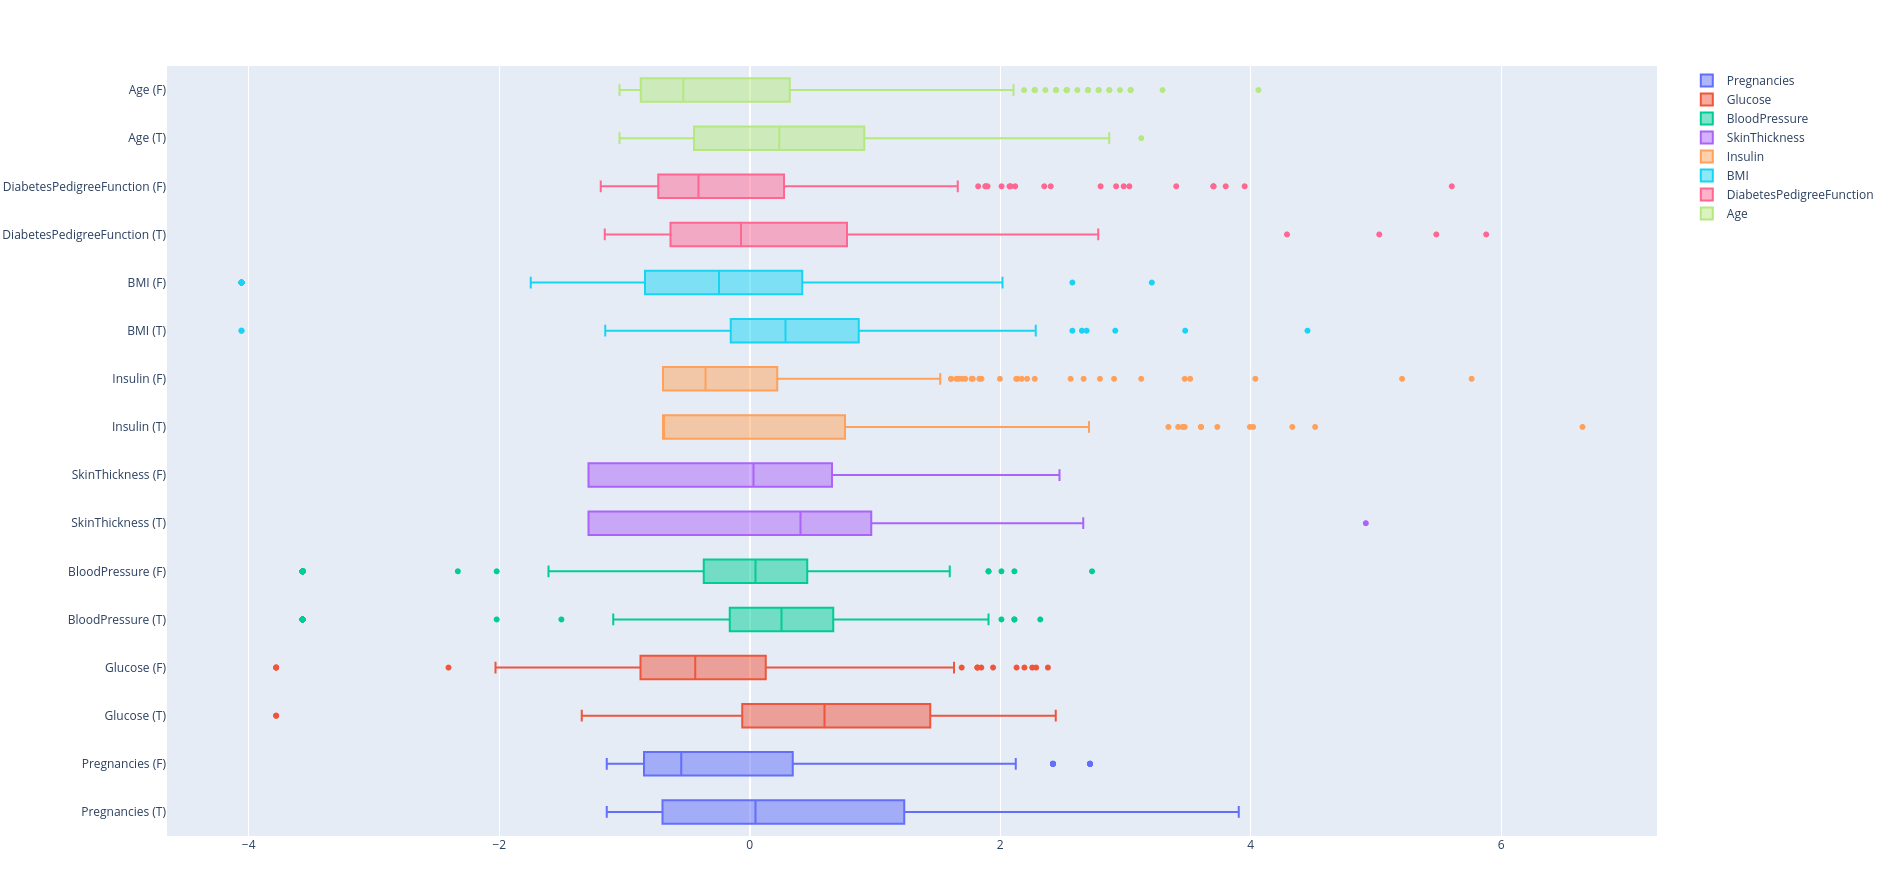 Age (F)
Age (T)
DiabetesPedigreeFunction (F)
DiabetesPedigreeFunction (T)
BMI (F)
BMI (T)
Insulin (F)
Insulin (T)
SkinThickness (F)
SkinThickness (T)
BloodPressure (F)
BloodPressure (T)
Glucose (F)
Glucose (T)
Pregnancies (F)
Pregnancies (T)
−4 −2 0 2 4 6
Pregnancies
Glucose
BloodPressure
SkinThickness
Insulin
BMI
DiabetesPedigreeFunction
Age